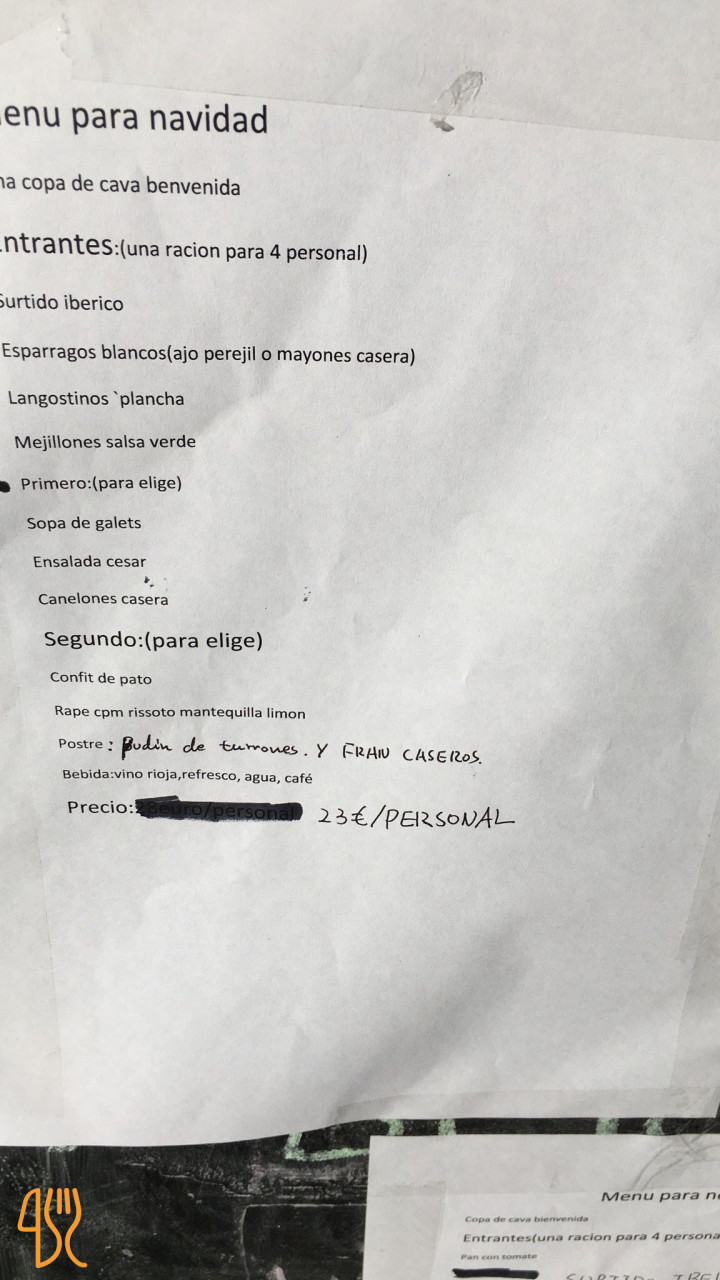 enu para navidad
na copa de cava benvenida
ntrantes:(una racion para 4 personal)
Surtido iberico
Esparragos blancos(ajo perejil o mayones casera)
Langostinos `plancha
Mejillones salsa verde
Primero:(para elige)
Sopa de galets
Ensalada cesar
Canelones casera
Segundo:(para elige)
Confit de pato
Rape cpm rissoto mantequilla limon
Postre: Budin de turrones. Y FRAN CASEROS.
Bebida:vino rioja,refresco, agua, café
Precio:28euro/personal 23€/PERSONAL
Menu para n
Copa de cava bienvenida
Entrantes(una racion para 4 persona
Pan con tomate